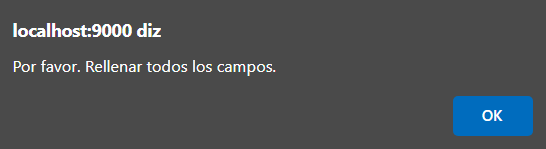 localhost:9000 diz
Por favor. Rellenar todos los campos.
OK